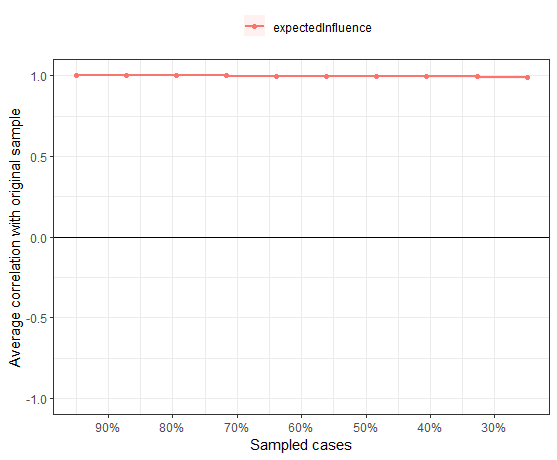 expectedInfluence
Average correlation with original sample
1.0
0.5
0.0
-0.5
-1.0
90% 80% 70% 60% 50% 40% 30%
Sampled cases